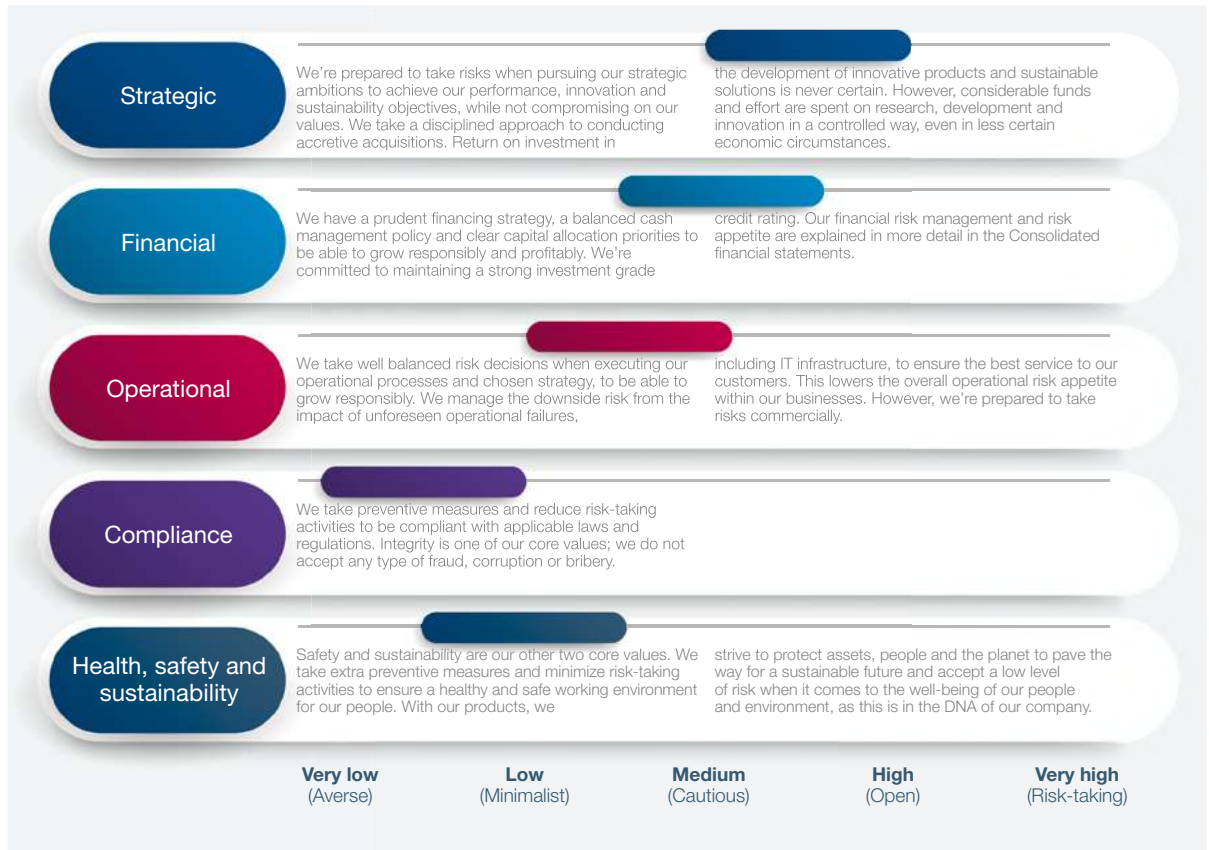 Strategic
We’re prepared to take risks when pursuing our strategic
ambitions to achieve our performance, innovation and
sustainability objectives, while not compromising on our
values. We take a disciplined approach to conducting
accretive acquisitions. Return on investment in
the development of innovative products and sustainable
solutions is never certain. However, considerable funds
and effort are spent on research, development and
innovation in a controlled way, even in less certain
economic circumstances.
Financial
We have a prudent financing strategy, a balanced cash
management policy and clear capital allocation priorities to
be able to grow responsibly and profitably. We’re
committed to maintaining a strong investment grade
credit rating. Our financial risk management and risk
appetite are explained in more detail in the Consolidated
financial statements.
Operational
We take well balanced risk decisions when executing our
operational processes and chosen strategy, to be able to
grow responsibly. We manage the downside risk from the
impact of unforeseen operational failures,
including IT infrastructure, to ensure the best service to our
customers. This lowers the overall operational risk appetite
within our businesses. However, we’re prepared to take
risks commercially.
Compliance
We take preventive measures and reduce risk-taking
activities to be compliant with applicable laws and
regulations. Integrity is one of our core values; we do not
accept any type of fraud, corruption or bribery.
Health, safety and
sustainability
Safety and sustainability are our other two core values. We
take extra preventive measures and minimize risk-taking
activities to ensure a healthy and safe working environment
for our people. With our products, we
strive to protect assets, people and the planet to pave the
way for a sustainable future and accept a low level
of risk when it comes to the well-being of our people
and environment, as this is in the DNA of our company.
Very low
(Averse)
Low
(Minimalist)
Medium
(Cautious)
High
(Open)
Very high
(Risk-taking)